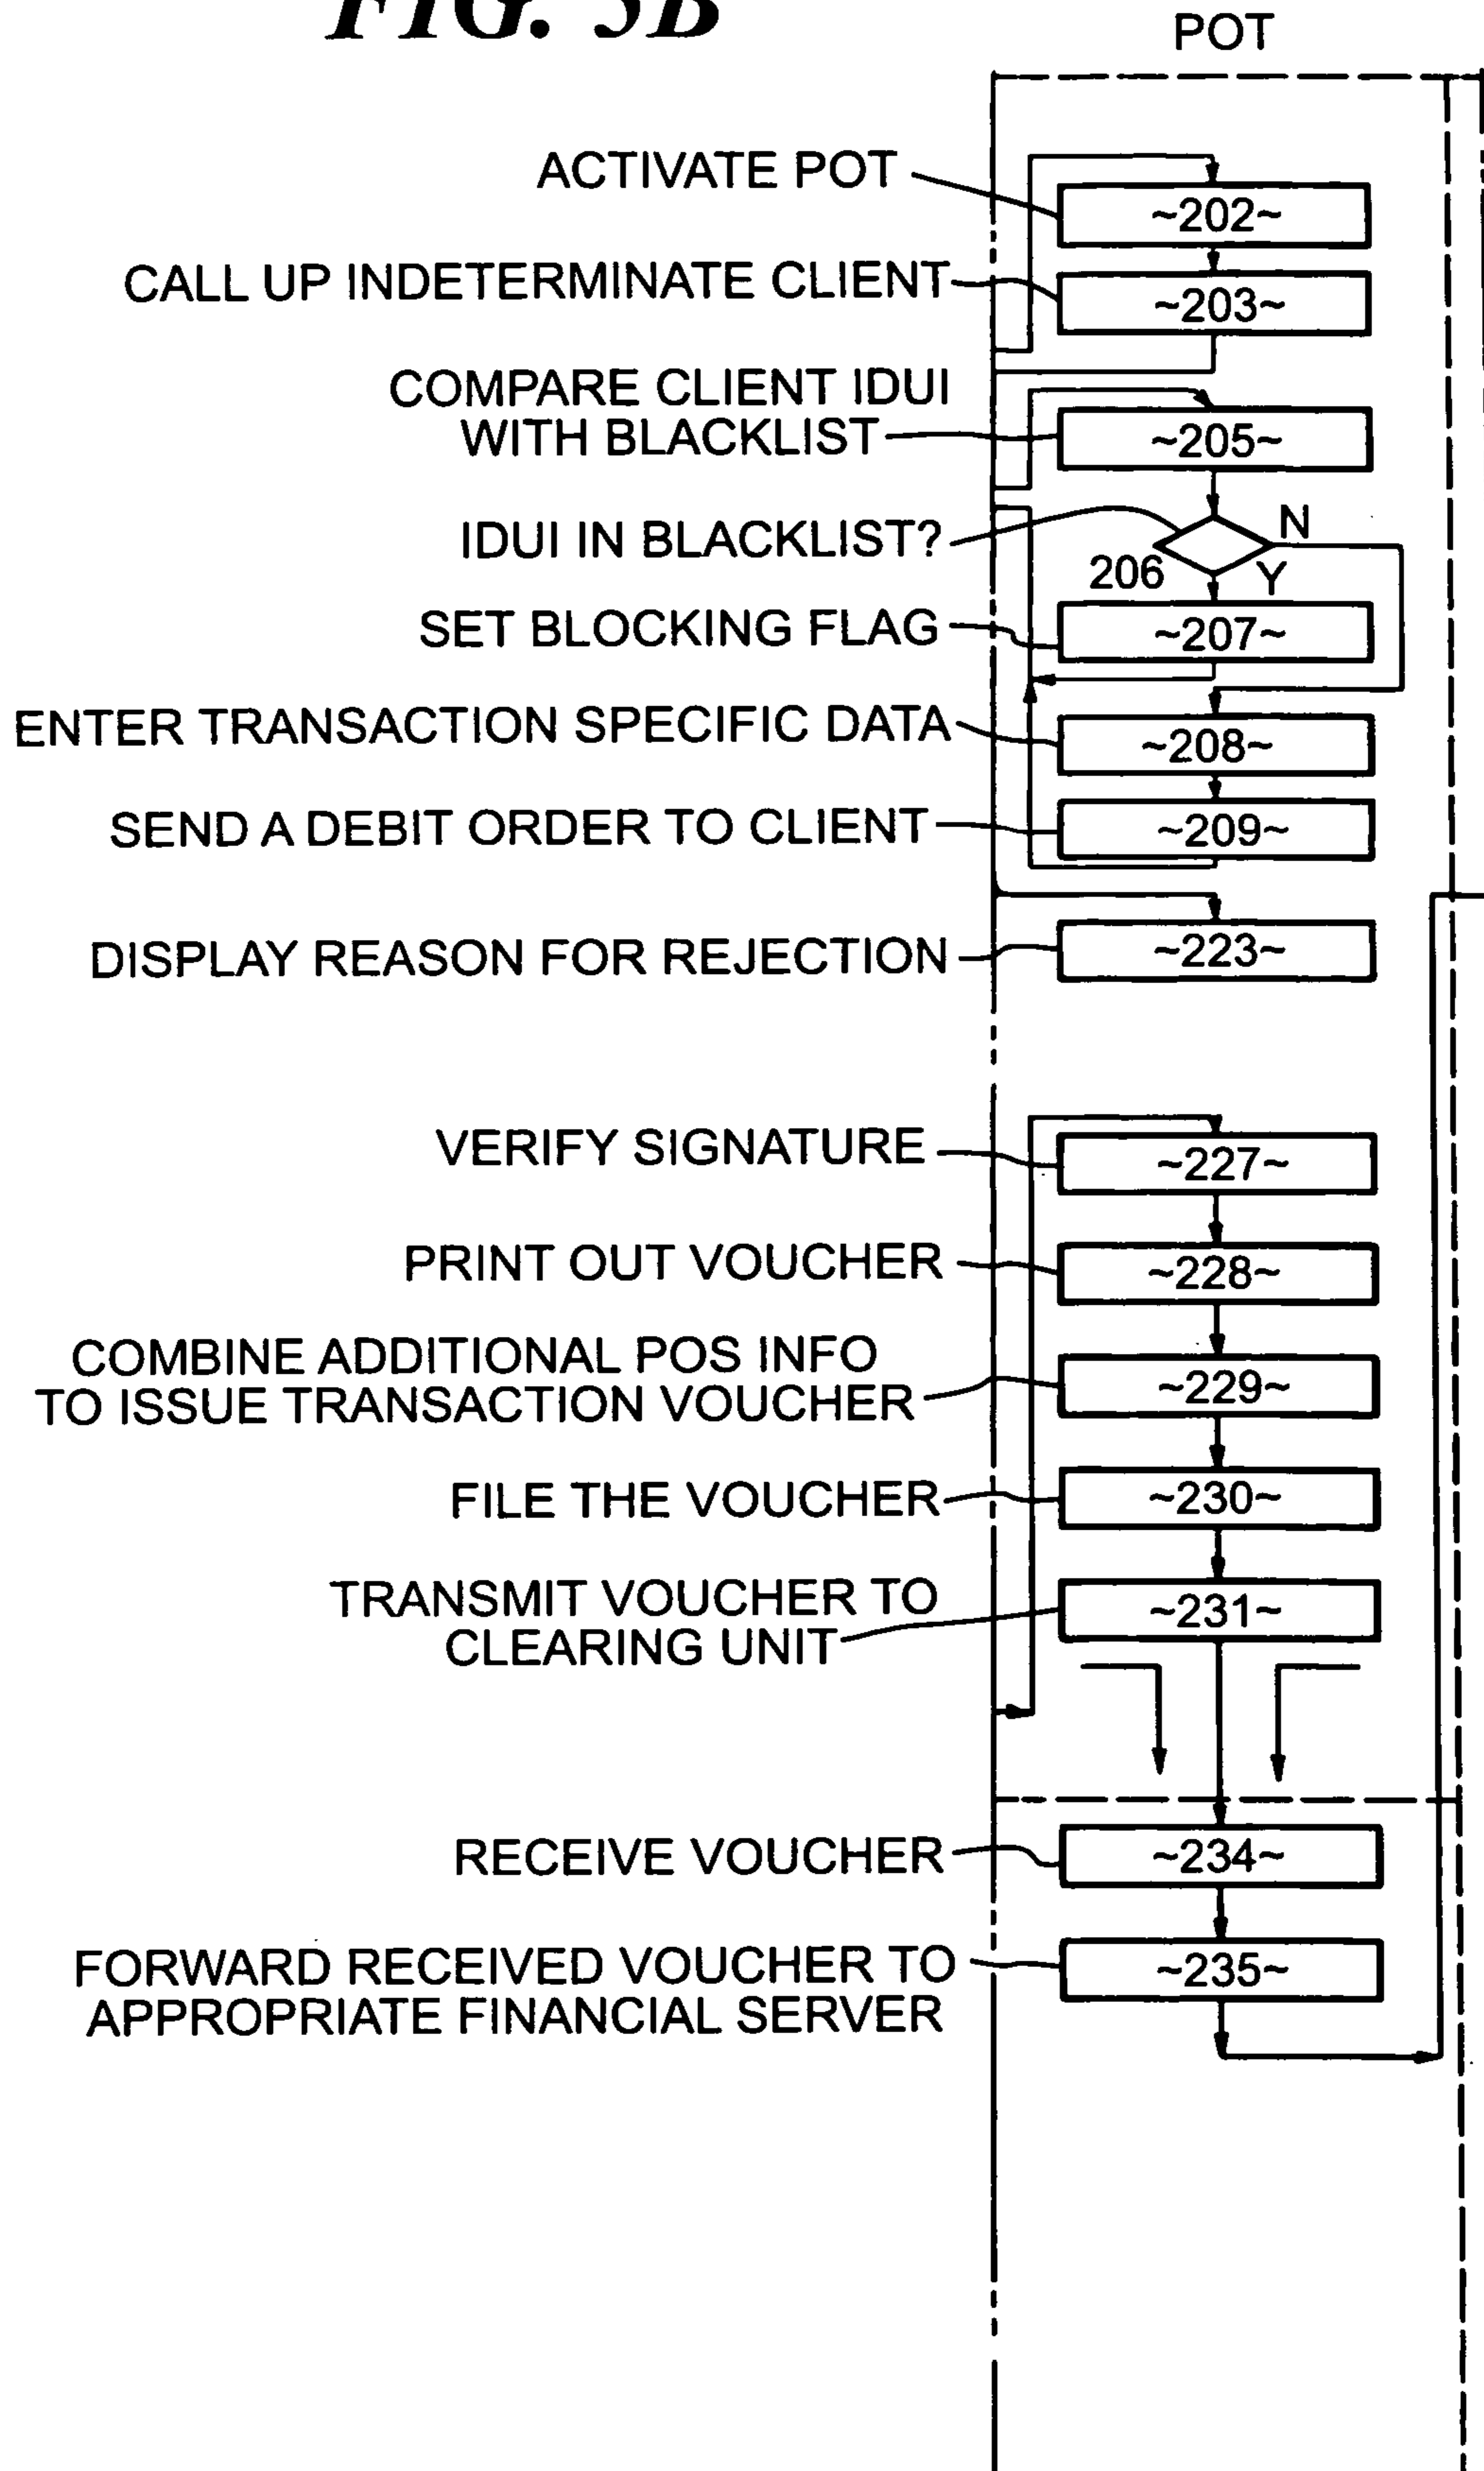 FIG. 5B
POT
ACTIVATE POT
~202~
CALL UP INDETERMINATE CLIENT
~203~
COMPARE CLIENT IDUI
WITH BLACKLIST
~205~
IDUI IN BLACKLIST?
N
206
Y
SET BLOCKING FLAG
~207~
ENTER TRANSACTION SPECIFIC DATA
~208~
SEND A DEBIT ORDER TO CLIENT
~209~
DISPLAY REASON FOR REJECTION
~223~
VERIFY SIGNATURE
~227~
PRINT OUT VOUCHER
~228~
COMBINE ADDITIONAL POS INFO
TO ISSUE TRANSACTION VOUCHER
~229~
FILE THE VOUCHER
~230~
TRANSMIT VOUCHER TO
CLEARING UNIT
~231~
RECEIVE VOUCHER
~234~
FORWARD RECEIVED VOUCHER TO
APPROPRIATE FINANCIAL SERVER
~235~